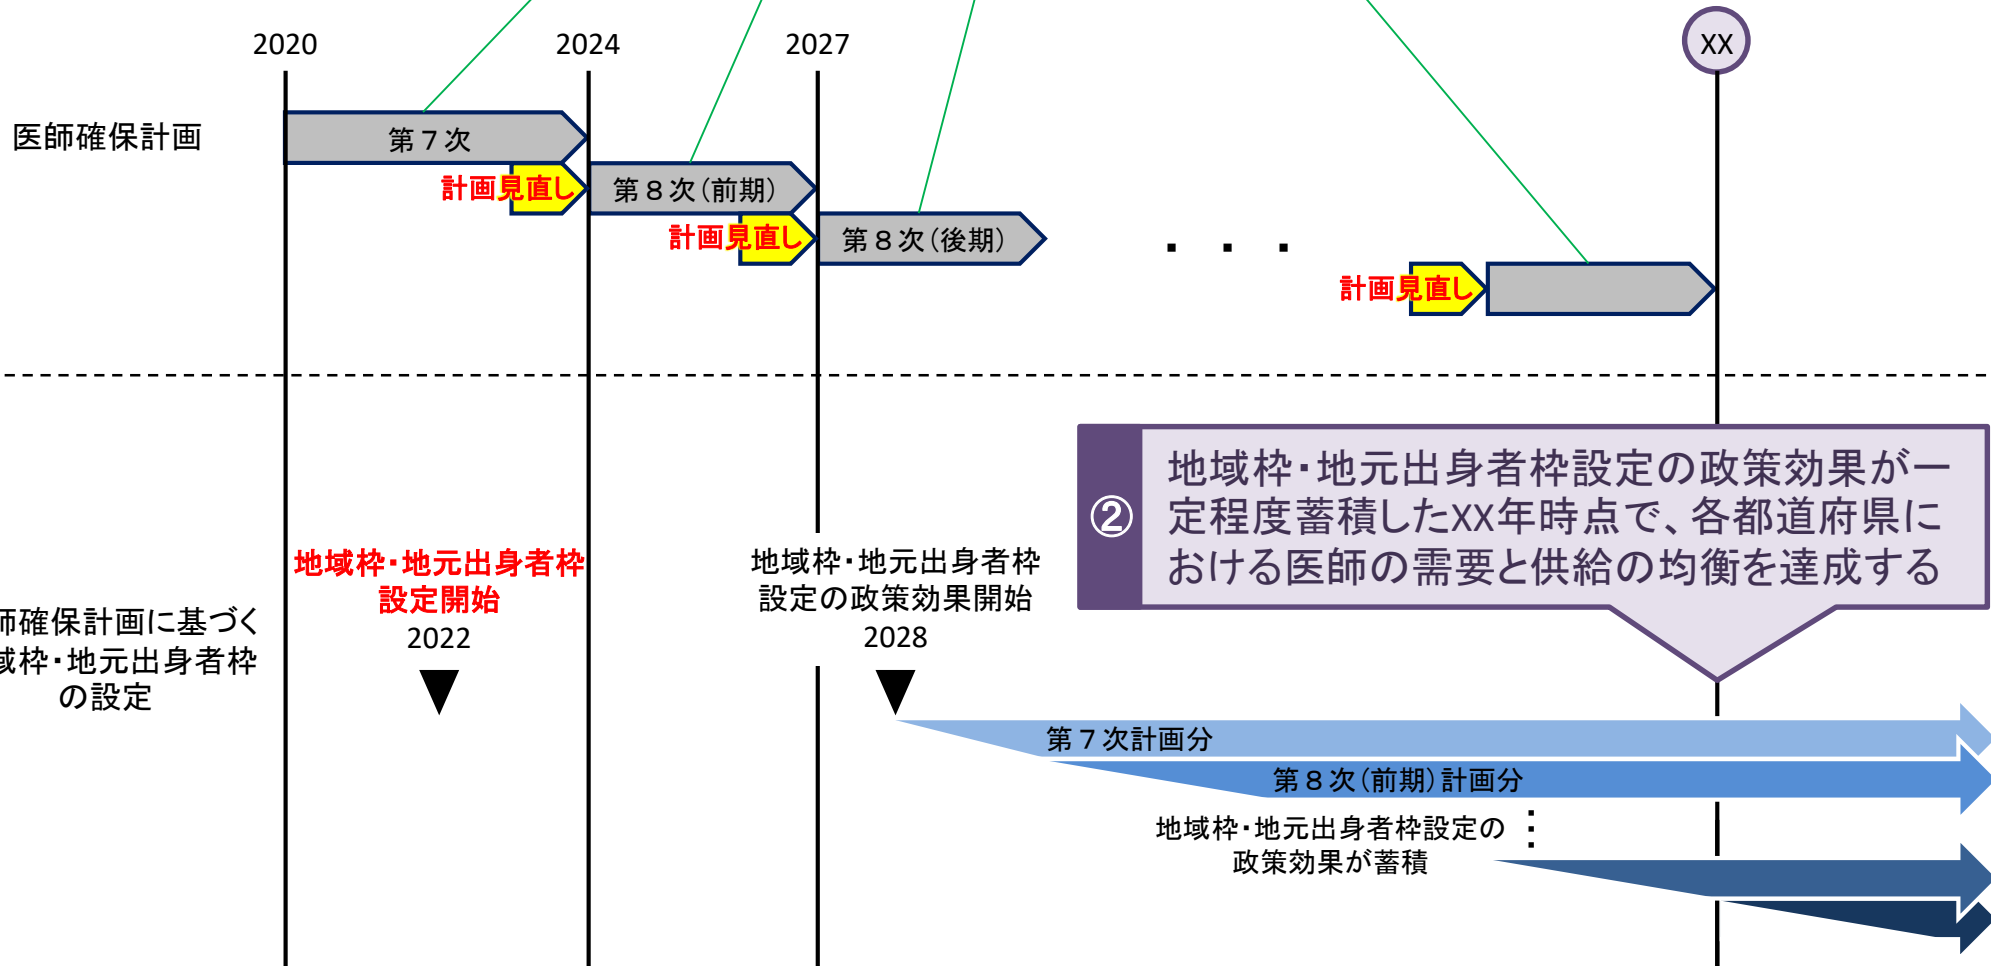 2020
2024
2027
XX
医師確保計画
第７次
計画見直し
第８次（前期）
計画見直し
第８次（後期）
・・・
計画見直し
②
地域枠・地元出身者枠設定の政策効果が一
定程度蓄積したXX年時点で、各都道府県に
おける医師の需要と供給の均衡を達成する
地域枠・地元出身者枠
設定開始
2022
地域枠・地元出身者枠
設定の政策効果開始
2028
師確保計画に基づく
域枠・地元出身者枠
の設定
第７次計画分
第８次（前期）計画分
地域枠・地元出身者枠設定の
政策効果が蓄積